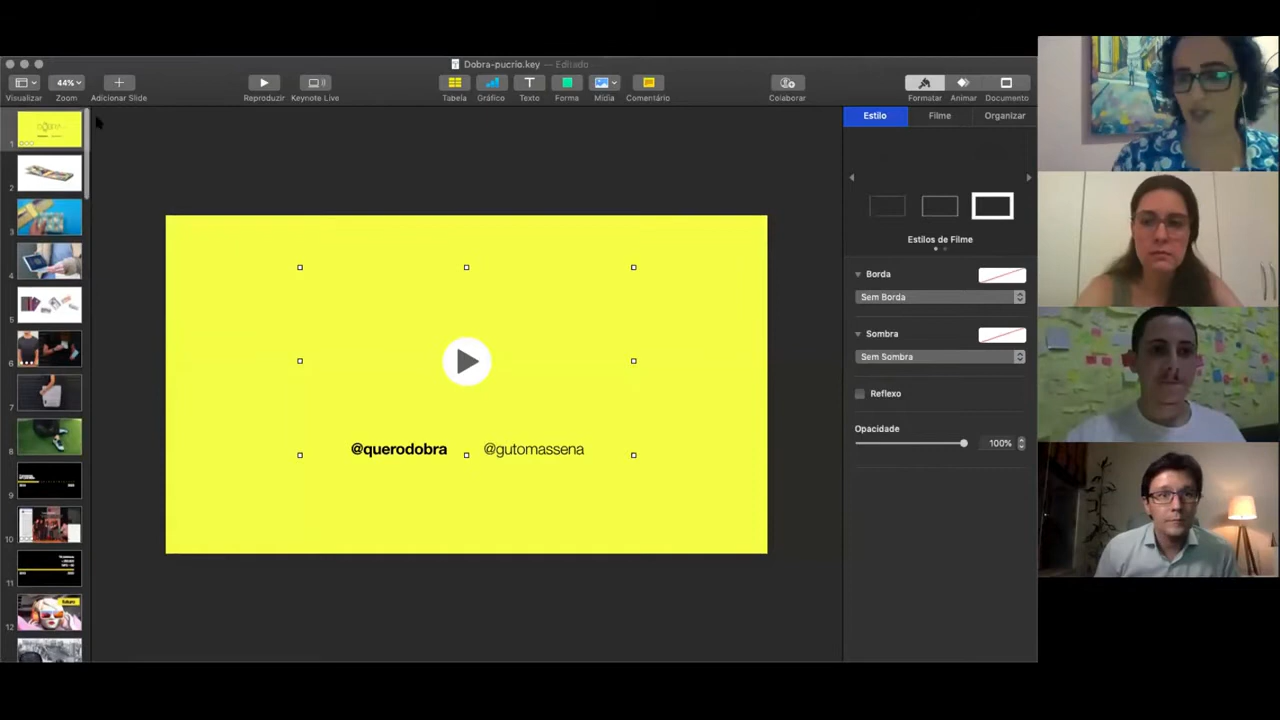 Dobra-pucrio.key — Editado
44%
Visualizar Zoom Adicionar Slide Reproduzir Keynote Live Tabela Gráfico Texto Forma Mídia Comentário Colaborar Formatar Animar Documento
Estilo Filme Organizar
1
2
3
4
5
6
7
8
9
10
11
12
@querodobra @gutomassena
Estilos de Filme
Borda
Sem Borda
Sombra
Sem Sombra
Reflexo
Opacidade
100%